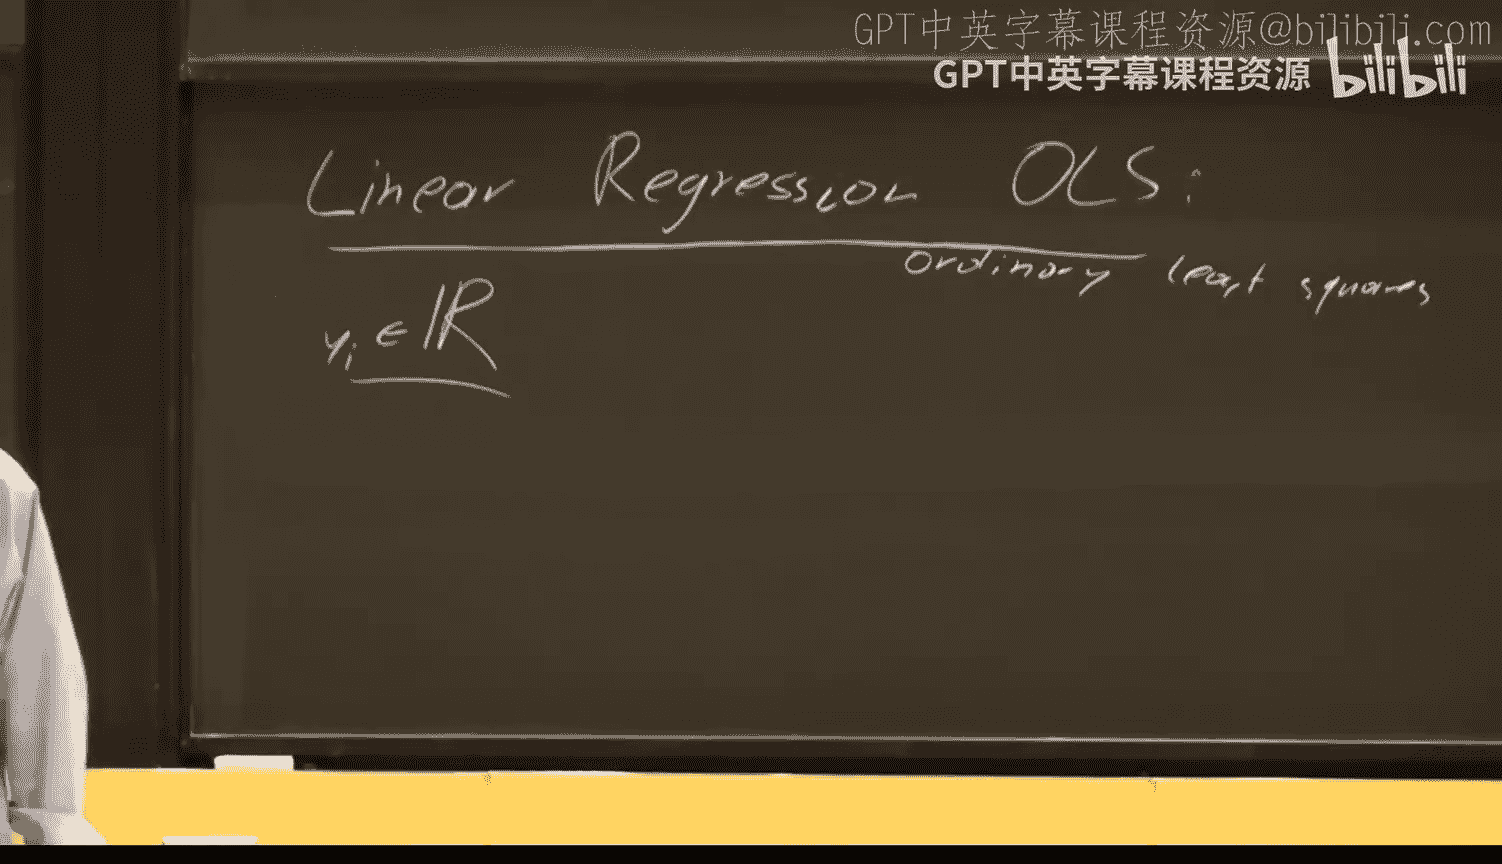 GPT中英字幕课程资源@bilibili.com
GPT中英字幕课程资源 bilibili
Linear Regression OLS:
ordinary least squares
yᵢ ∈ ℝ